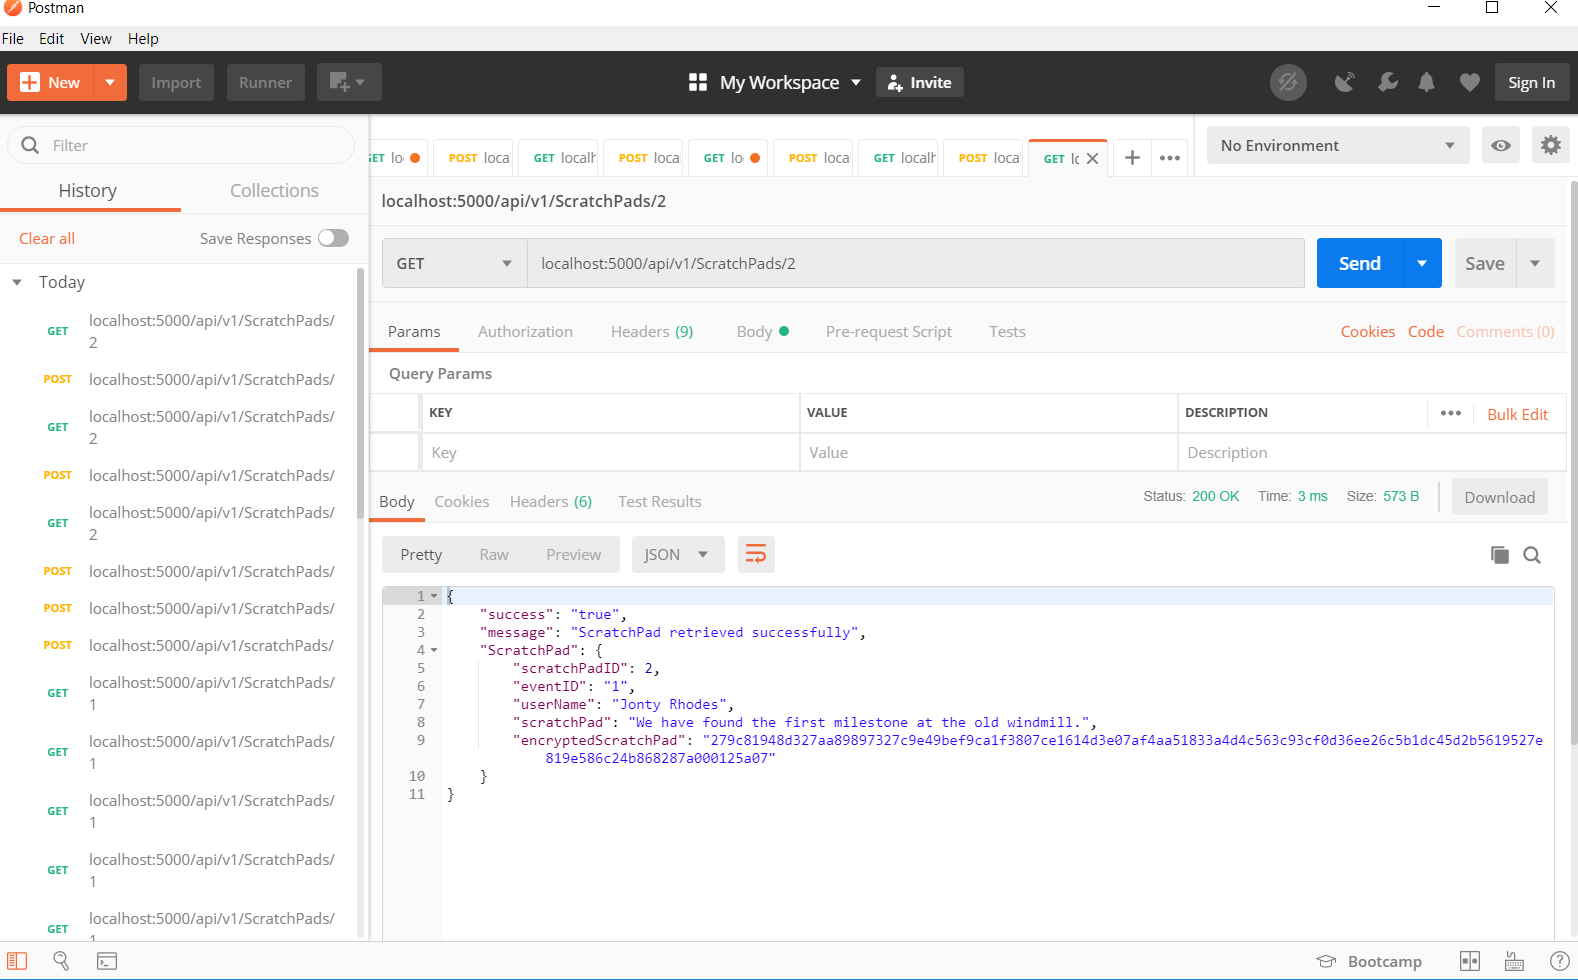 Postman
File Edit View Help
New Import Runner My Workspace Invite Sign In
Filter
History Collections
Clear all Save Responses
Today
GET localhost:5000/api/v1/ScratchPads/
2
POST localhost:5000/api/v1/ScratchPads/
GET localhost:5000/api/v1/ScratchPads/
2
POST localhost:5000/api/v1/ScratchPads/
GET localhost:5000/api/v1/ScratchPads/
2
POST localhost:5000/api/v1/ScratchPads/
POST localhost:5000/api/v1/ScratchPads/
POST localhost:5000/api/v1/scratchPads/
GET localhost:5000/api/v1/ScratchPads/
1
GET localhost:5000/api/v1/ScratchPads/
1
GET localhost:5000/api/v1/ScratchPads/
1
GET localhost:5000/api/v1/ScratchPads/
1
GET localhost:5000/api/v1/ScratchPads/
GET lo POST loca GET localh POST loca GET lo POST loca GET localh POST loca GET lc No Environment
localhost:5000/api/v1/ScratchPads/2
GET localhost:5000/api/v1/ScratchPads/2 Send Save
Params Authorization Headers (9) Body Pre-request Script Tests Cookies Code Comments (0)
Query Params
KEY VALUE DESCRIPTION Bulk Edit
Key Value Description
Body Cookies Headers (6) Test Results Status: 200 OK Time: 3 ms Size: 573 B Download
Pretty Raw Preview JSON
1 {
2 "success": "true",
3 "message": "ScratchPad retrieved successfully",
4 "ScratchPad": {
5 "scratchPadID": 2,
6 "eventID": "1",
7 "userName": "Jonty Rhodes",
8 "scratchPad": "We have found the first milestone at the old windmill.",
9 "encryptedScratchPad": "279c81948d327aa89897327c9e49bef9ca1f3807ce1614d3e07af4aa51833a4d4c563c93cf0d36ee26c5b1dc45d2b5619527e
819e586c24b868287a000125a07"
10 }
11 }
Bootcamp